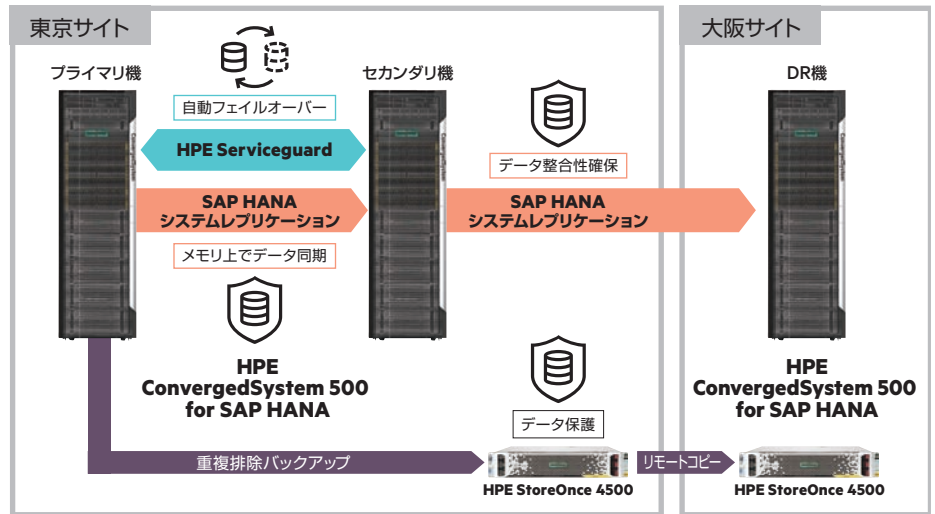 東京サイト
大阪サイト
プライマリ機
セカンダリ機
DR機
自動フェイルオーバー
HPE Serviceguard
データ整合性確保
SAP HANA
システムレプリケーション
SAP HANA
システムレプリケーション
メモリ上でデータ同期
HPE
ConvergedSystem 500
for SAP HANA
HPE
ConvergedSystem 500
for SAP HANA
データ保護
重複排除バックアップ
リモートコピー
HPE StoreOnce 4500
HPE StoreOnce 4500